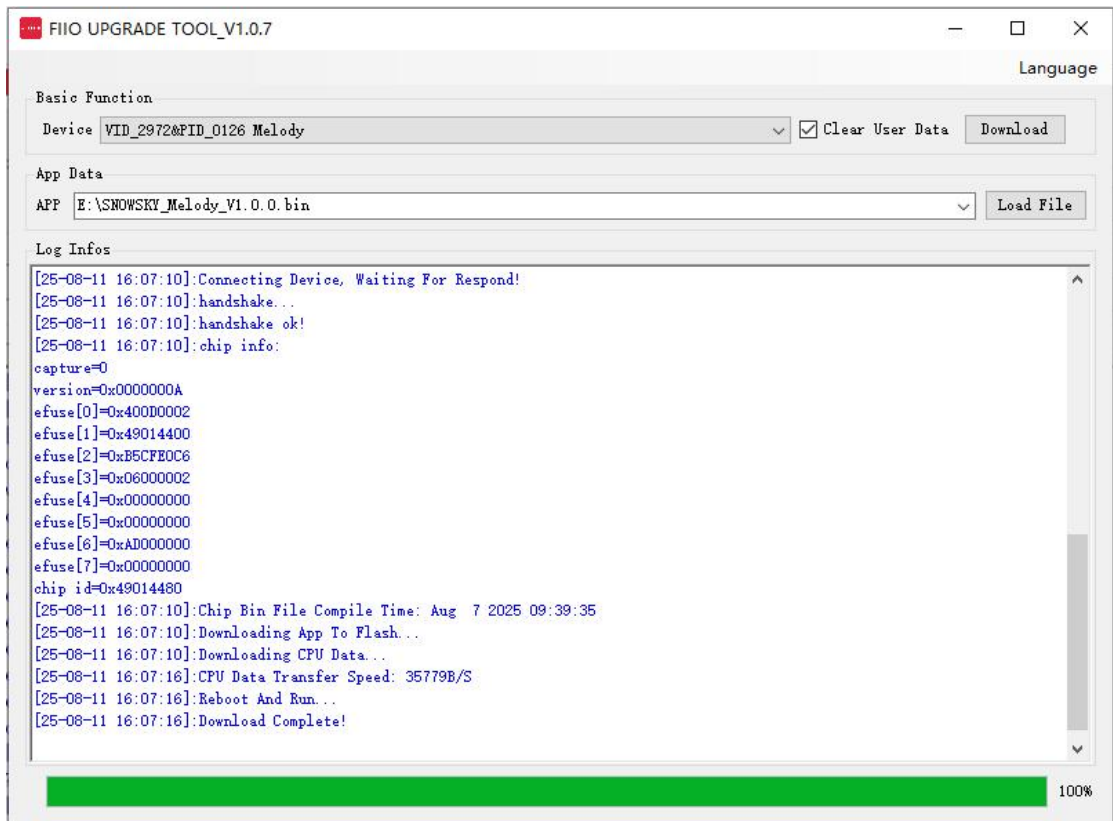 FIIO UPGRADE TOOL_V1.0.7
Language
Basic Function
Device VID_2972&PID_0126 Melody Clear User Data Download
App Data
APP E:\SNOWSKY_Melody_V1.0.0.bin Load File
Log Infos
[25-08-11 16:07:10]:Connecting Device, Waiting For Respond!
[25-08-11 16:07:10]:handshake...
[25-08-11 16:07:10]:handshake ok!
[25-08-11 16:07:10]:chip info:
capture=0
version=0x0000000A
efuse[0]=0x400D0002
efuse[1]=0x49014400
efuse[2]=0xB5CFE0C6
efuse[3]=0x06000002
efuse[4]=0x00000000
efuse[5]=0x00000000
efuse[6]=0xAD000000
efuse[7]=0x00000000
chip id=0x49014480
[25-08-11 16:07:10]:Chip Bin File Compile Time: Aug  7 2025 09:39:35
[25-08-11 16:07:10]:Downloading App To Flash...
[25-08-11 16:07:10]:Downloading CPU Data...
[25-08-11 16:07:16]:CPU Data Transfer Speed: 35779B/S
[25-08-11 16:07:16]:Reboot And Run...
[25-08-11 16:07:16]:Download Complete!
100%